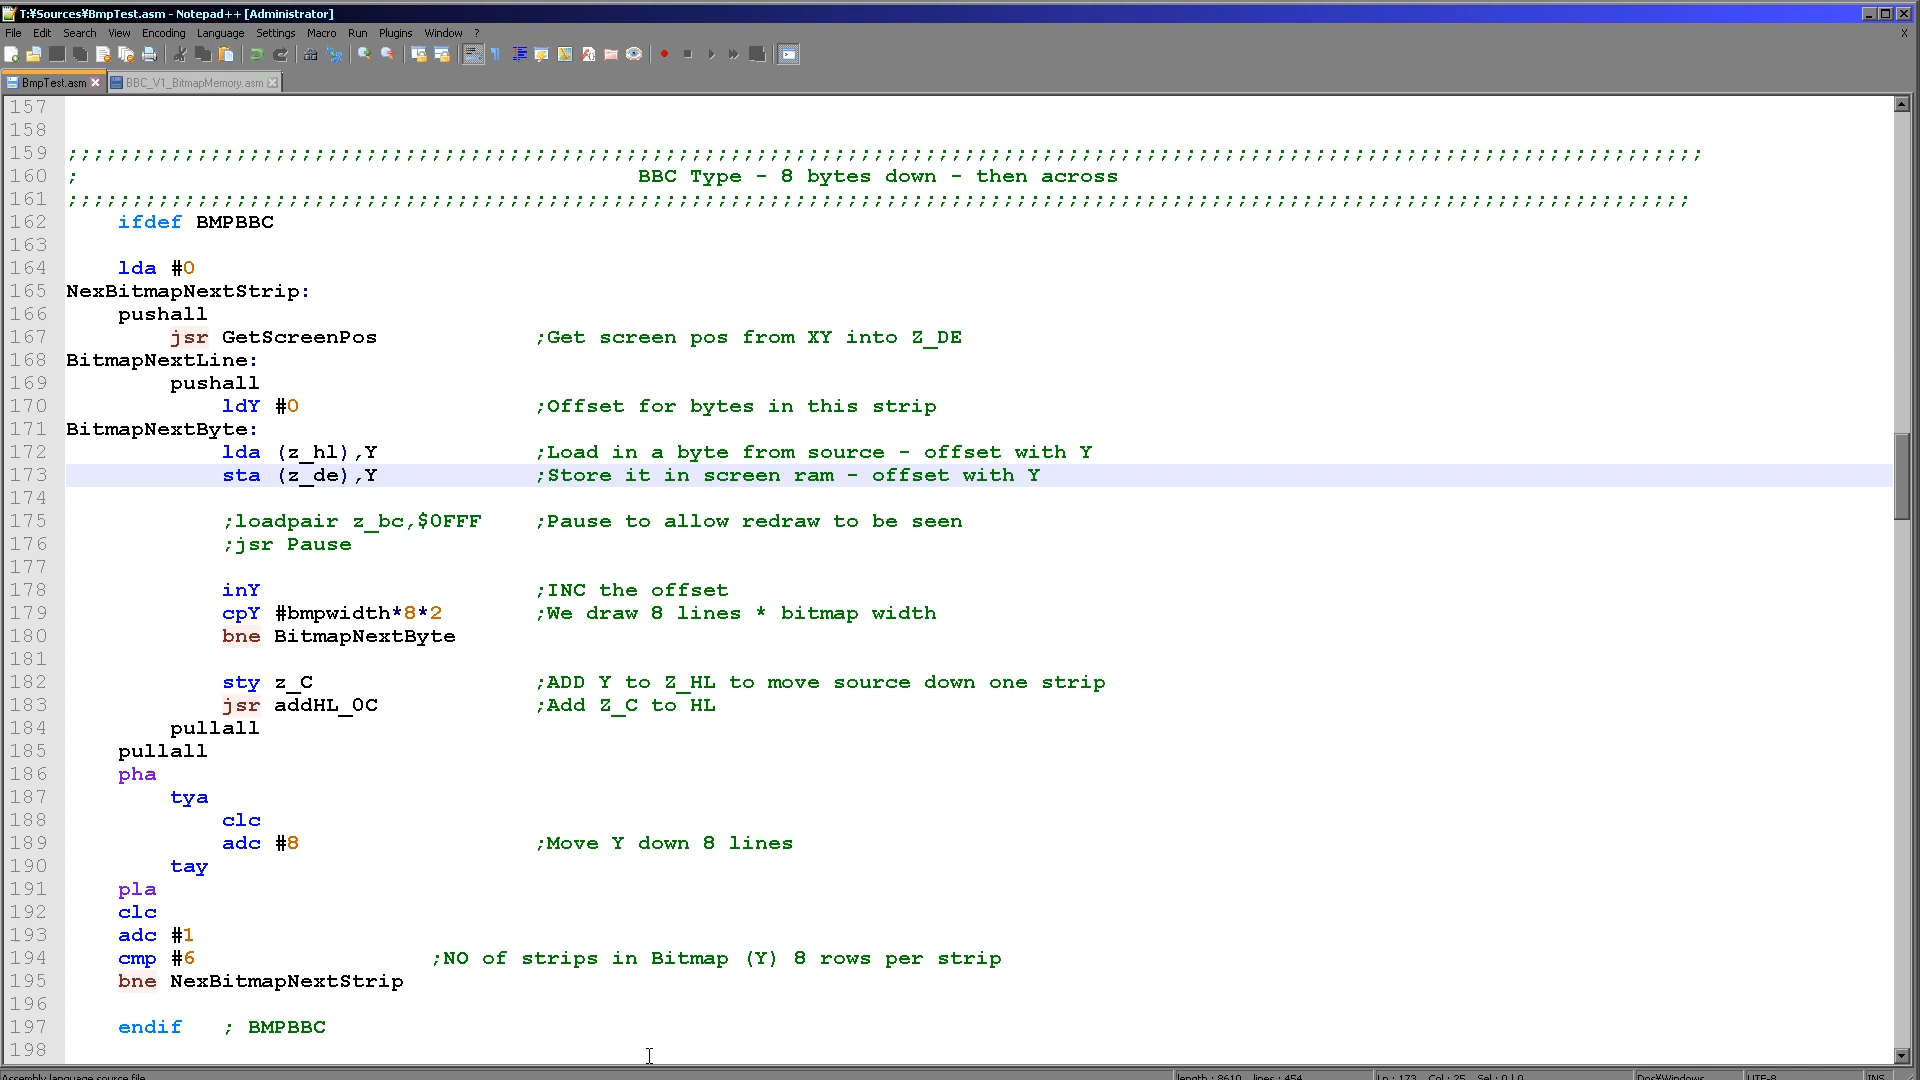 T:¥Sources¥BmpTest.asm - Notepad++ [Administrator]
File Edit Search View Encoding Language Settings Macro Run Plugins Window ? X
BmpTest.asm BBC_V1_BitmapMemory.asm
157
158
159 ;;;;;;;;;;;;;;;;;;;;;;;;;;;;;;;;;;;;;;;;;;;;;;;;;;;;;;;;;;;;;;;;;;;;;;;;;;;;;;;;;;;;;;;;;;;;;;;;;;;;;;;;;;;;;;;;;;;;;;;;;;;;;;
160 ; BBC Type - 8 bytes down - then across
161 ;;;;;;;;;;;;;;;;;;;;;;;;;;;;;;;;;;;;;;;;;;;;;;;;;;;;;;;;;;;;;;;;;;;;;;;;;;;;;;;;;;;;;;;;;;;;;;;;;;;;;;;;;;;;;;;;;;;;;;;;;;;;;
162 ifdef BMPBBC
163
164 lda #0
165 NexBitmapNextStrip:
166 pushall
167 jsr GetScreenPos ;Get screen pos from XY into Z_DE
168 BitmapNextLine:
169 pushall
170 ldY #0 ;Offset for bytes in this strip
171 BitmapNextByte:
172 lda (z_hl),Y ;Load in a byte from source - offset with Y
173 sta (z_de),Y ;Store it in screen ram - offset with Y
174
175 ;loadpair z_bc,$0FFF ;Pause to allow redraw to be seen
176 ;jsr Pause
177
178 inY ;INC the offset
179 cpY #bmpwidth*8*2 ;We draw 8 lines * bitmap width
180 bne BitmapNextByte
181
182 sty z_C ;ADD Y to Z_HL to move source down one strip
183 jsr addHL_0C ;Add Z_C to HL
184 pullall
185 pullall
186 pha
187 tya
188 clc
189 adc #8 ;Move Y down 8 lines
190 tay
191 pla
192 clc
193 adc #1
194 cmp #6 ;NO of strips in Bitmap (Y) 8 rows per strip
195 bne NexBitmapNextStrip
196
197 endif ; BMPBBC
198
Assembly language source file length : 8610 lines : 454 Ln : 173 Col : 25 Sel : 0 | 0 Dos¥Windows UTF-8 INS